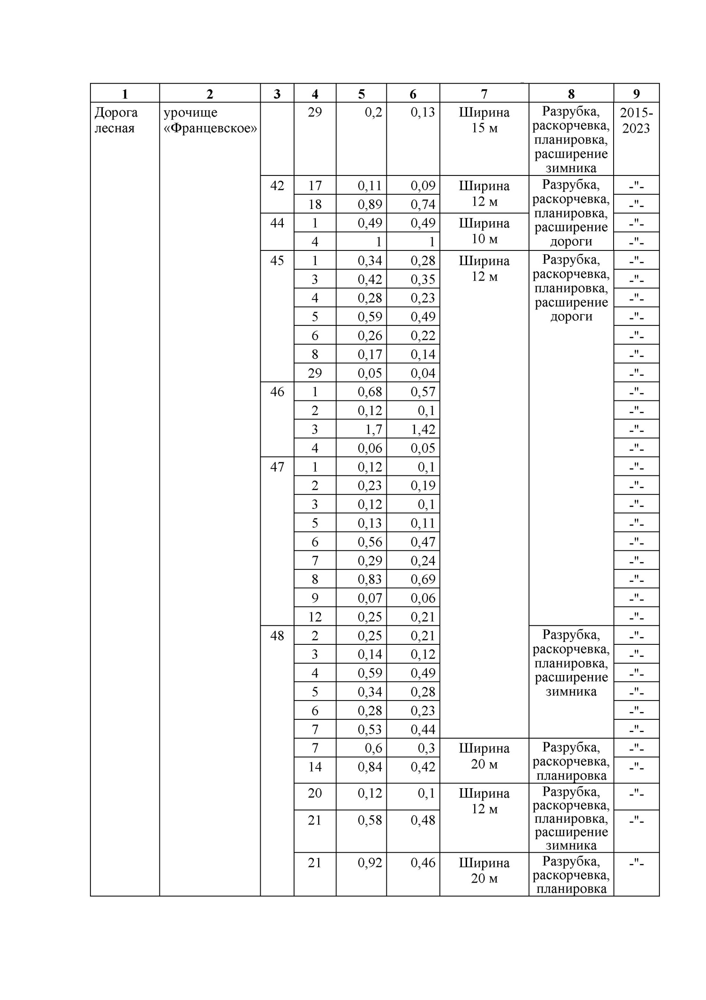 1 2 3 4 5 6 7 8 9
Дорога урочище 29 0,2 0,13 Ширина Разрубка, 2015-
лесная «Францевское» 15 м раскорчевка, 2023
планировка,
расширение
зимника
42 17 0,11 0,09 Ширина Разрубка, -"-
12 м раскорчевка,
18 0,89 0,74 планировка, -"-
44 1 0,49 0,49 Ширина расширение -"-
4 1 1 10 м дороги -"-
45 1 0,34 0,28 Ширина Разрубка, -"-
3 0,42 0,35 12 м раскорчевка, -"-
4 0,28 0,23 планировка, -"-
расширение
5 0,59 0,49 дороги -"-
6 0,26 0,22 -"-
8 0,17 0,14 -"-
29 0,05 0,04 -"-
46 1 0,68 0,57 -"-
2 0,12 0,1 -"-
3 1,7 1,42 -"-
4 0,06 0,05 -"-
47 1 0,12 0,1 -"-
2 0,23 0,19 -"-
3 0,12 0,1 -"-
5 0,13 0,11 -"-
6 0,56 0,47 -"-
7 0,29 0,24 -"-
8 0,83 0,69 -"-
9 0,07 0,06 -"-
12 0,25 0,21 -"-
48 2 0,25 0,21 Разрубка, -"-
3 0,14 0,12 раскорчевка, -"-
4 0,59 0,49 планировка, -"-
расширение
5 0,34 0,28 зимника -"-
6 0,28 0,23 -"-
7 0,53 0,44 -"-
7 0,6 0,3 Ширина Разрубка, -"-
14 0,84 0,42 20 м раскорчевка, -"-
планировка
20 0,12 0,1 Ширина Разрубка, -"-
12 м раскорчевка,
21 0,58 0,48 планировка, -"-
расширение
зимника
21 0,92 0,46 Ширина Разрубка, -"-
20 м раскорчевка,
планировка